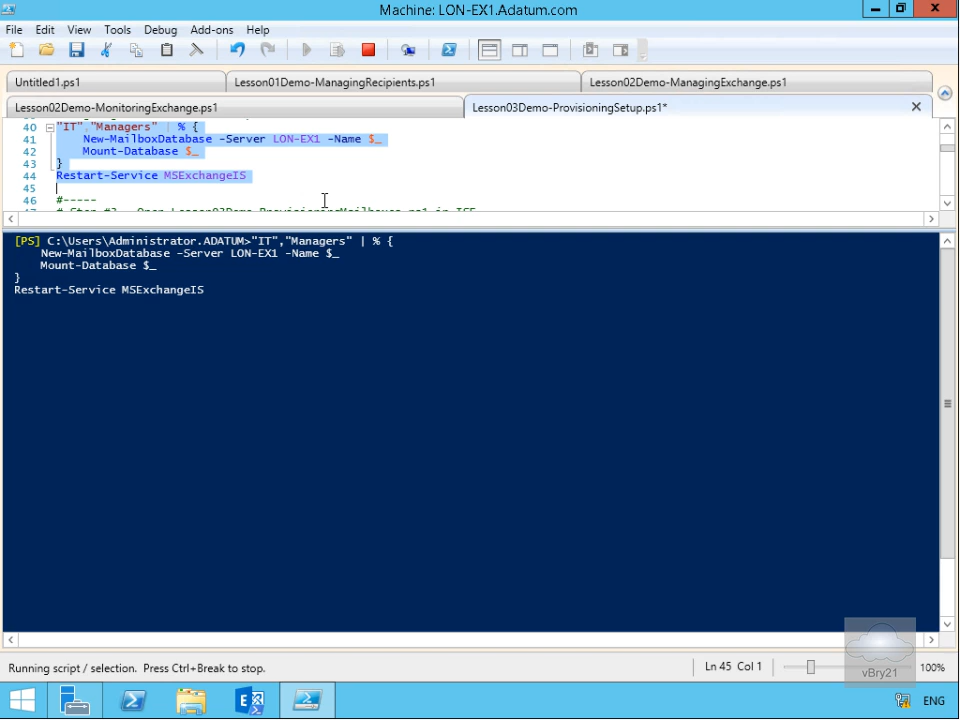 Machine: LON-EX1.Adatum.com
File Edit View Tools Debug Add-ons Help
Untitled1.ps1 Lesson01Demo-ManagingRecipients.ps1 Lesson02Demo-ManagingExchange.ps1
Lesson02Demo-MonitoringExchange.ps1 Lesson03Demo-ProvisioningSetup.ps1*
40 "IT","Managers" | % {
41 New-MailboxDatabase -Server LON-EX1 -Name $_
42 Mount-Database $_
43 }
44 Restart-Service MSExchangeIS
45
46 #-----
[PS] C:\Users\Administrator.ADATUM>"IT","Managers" | % {
New-MailboxDatabase -Server LON-EX1 -Name $_
Mount-Database $_
}
Restart-Service MSExchangeIS
Running script / selection. Press Ctrl+Break to stop. Ln 45 Col 1 100%
vBry21
ENG